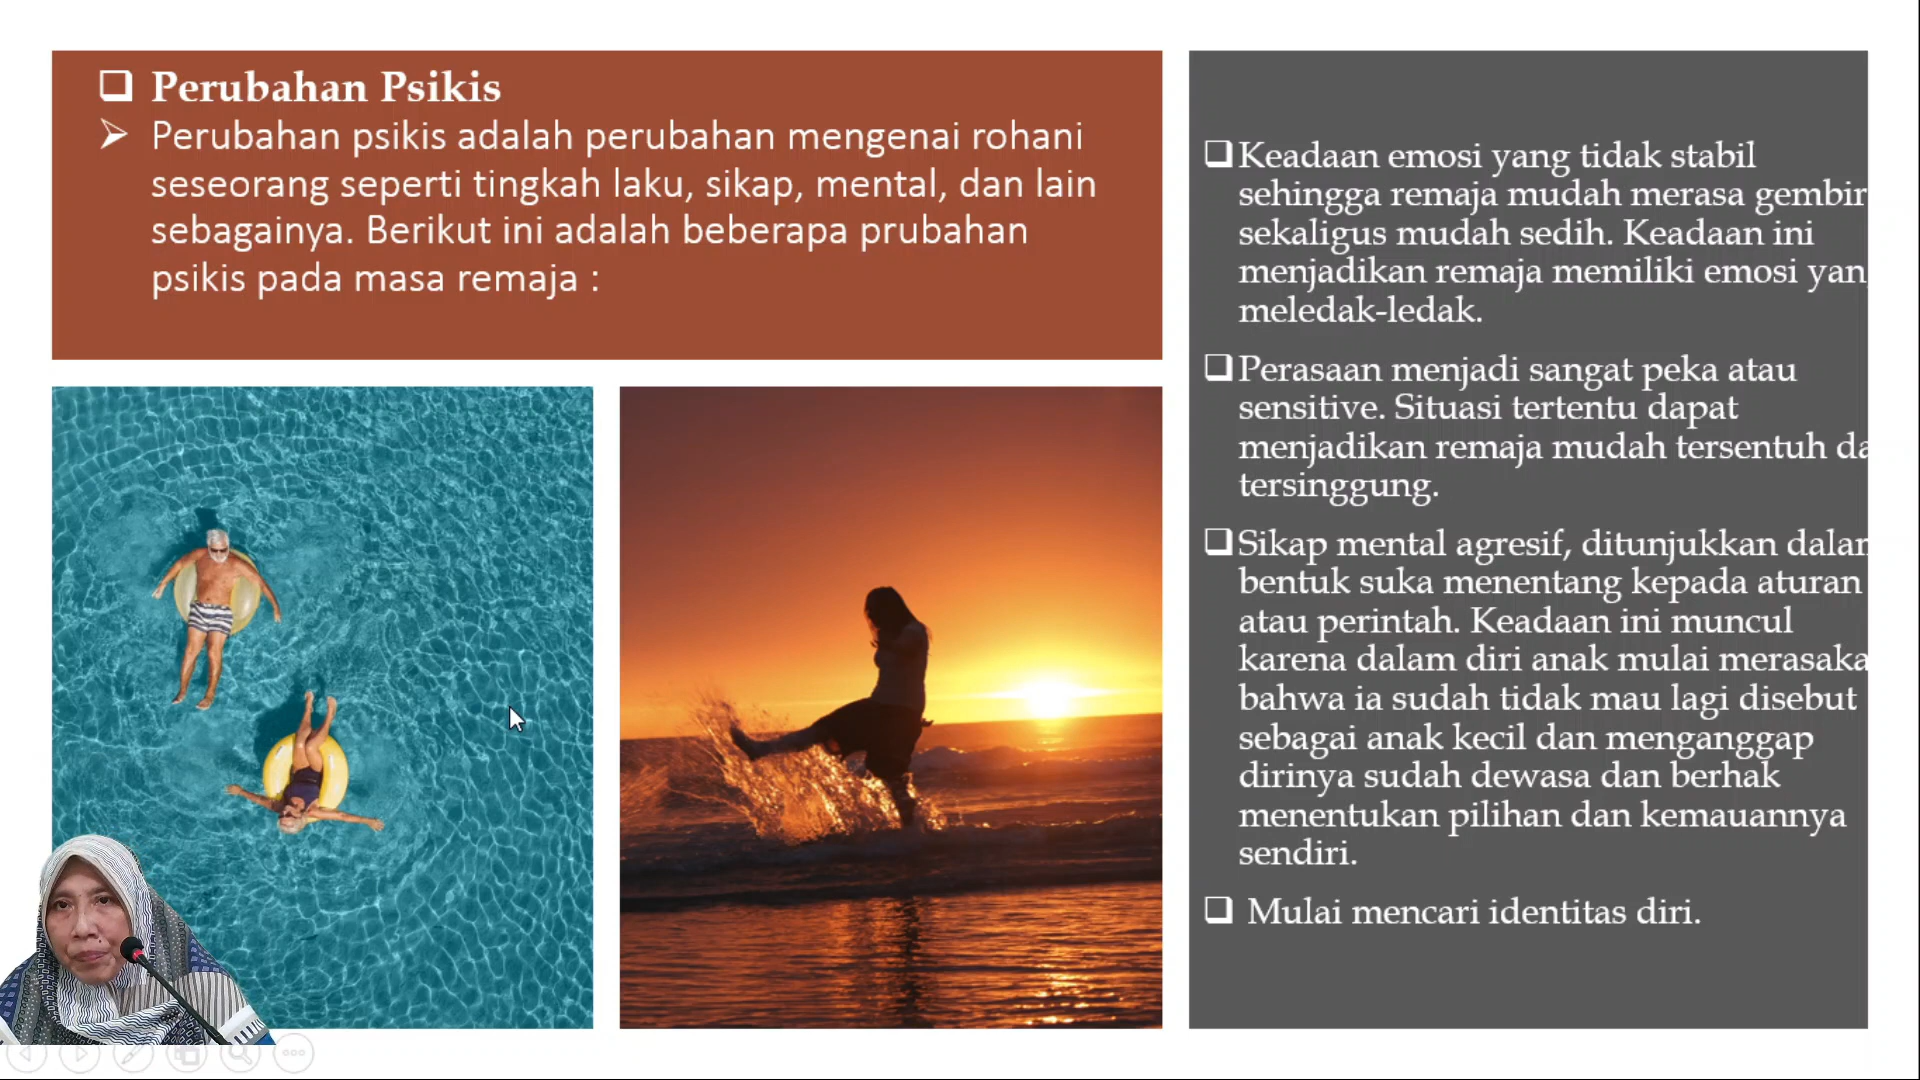 Perubahan Psikis
Perubahan psikis adalah perubahan mengenai rohani
seseorang seperti tingkah laku, sikap, mental, dan lain
sebagainya. Berikut ini adalah beberapa prubahan
psikis pada masa remaja :
Keadaan emosi yang tidak stabil
sehingga remaja mudah merasa gembir
sekaligus mudah sedih. Keadaan ini
menjadikan remaja memiliki emosi yan
meledak-ledak.
Perasaan menjadi sangat peka atau
sensitive. Situasi tertentu dapat
menjadikan remaja mudah tersentuh da
tersinggung.
Sikap mental agresif, ditunjukkan dalam
bentuk suka menentang kepada aturan
atau perintah. Keadaan ini muncul
karena dalam diri anak mulai merasaka
bahwa ia sudah tidak mau lagi disebut
sebagai anak kecil dan menganggap
dirinya sudah dewasa dan berhak
menentukan pilihan dan kemauannya
sendiri.
Mulai mencari identitas diri.